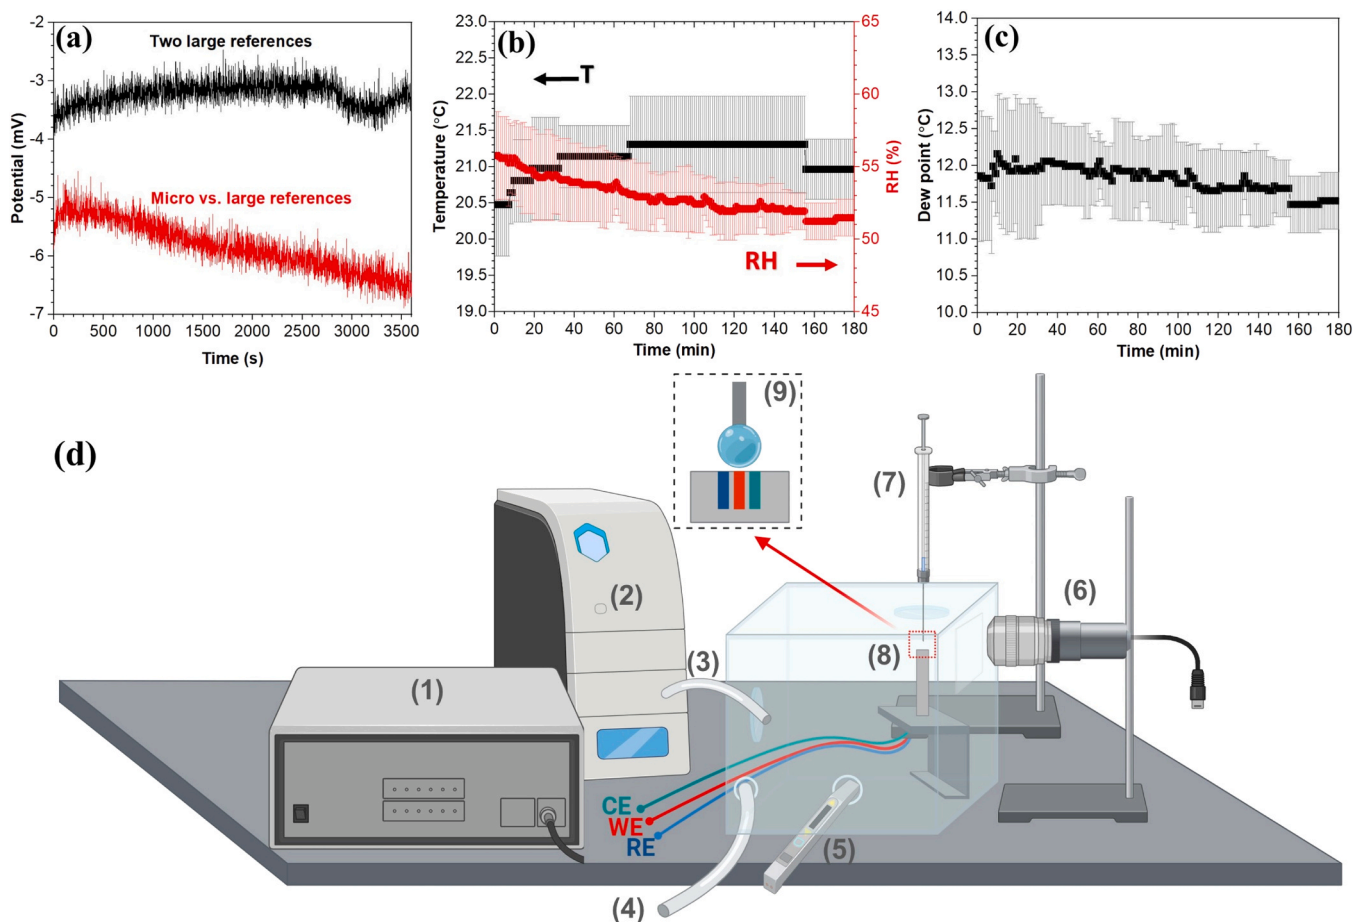 (a)
Two large references
Micro vs. large references
Potential (mV)
-2
-3
-4
-5
-6
-7
0 500 1000 1500 2000 2500 3000 3500
Time (s)
(b)
T
RH
Temperature (°C)
23.0
22.5
22.0
21.5
21.0
20.5
20.0
19.5
19.0
0 20 40 60 80 100 120 140 160 180
Time (min)
65
60
55
50
45
RH (%)
(c)
Dew point (°C)
14.0
13.5
13.0
12.5
12.0
11.5
11.0
10.5
10.0
0 20 40 60 80 100 120 140 160 180
Time (min)
(d)
(9)
(7)
(6)
(2)
(8)
(3)
(1)
CE
WE
RE
(5)
(4)